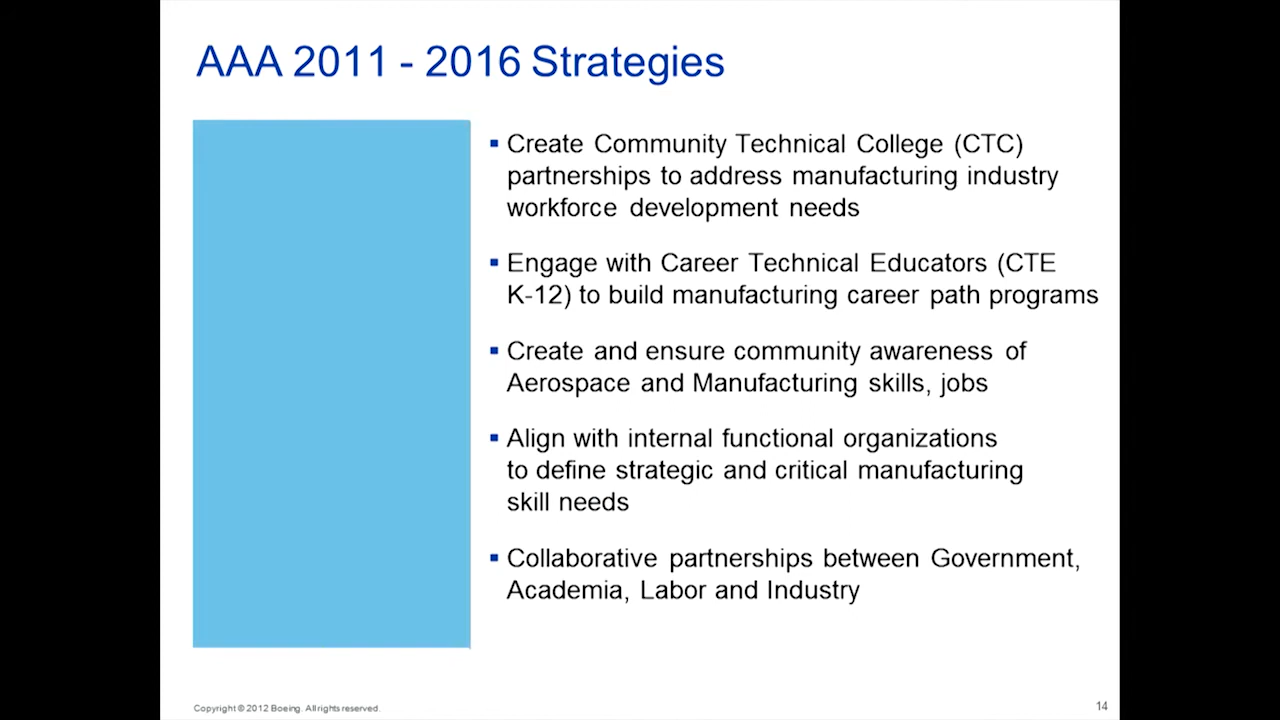 AAA 2011 - 2016 Strategies
▪ Create Community Technical College (CTC)
partnerships to address manufacturing industry
workforce development needs
▪ Engage with Career Technical Educators (CTE
K-12) to build manufacturing career path programs
▪ Create and ensure community awareness of
Aerospace and Manufacturing skills, jobs
▪ Align with internal functional organizations
to define strategic and critical manufacturing
skill needs
▪ Collaborative partnerships between Government,
Academia, Labor and Industry
Copyright © 2012 Boeing. All rights reserved.
14